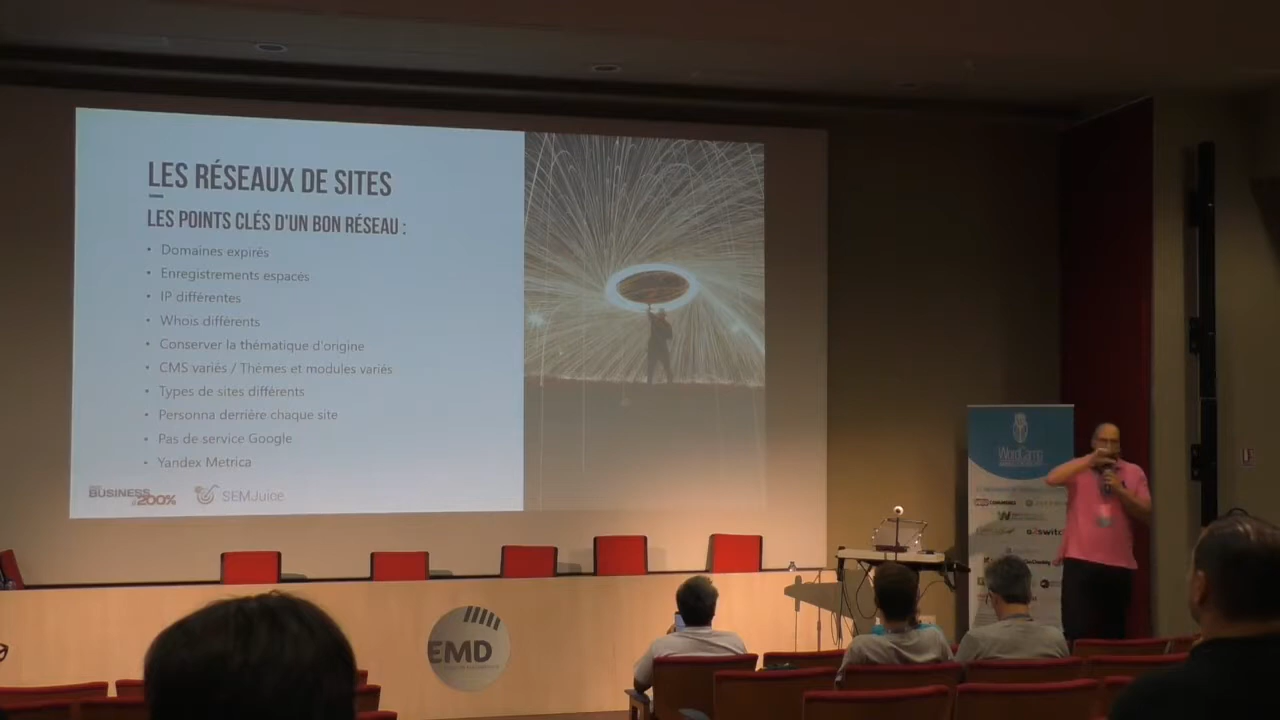 LES RÉSEAUX DE SITES
LES POINTS CLÉS D'UN BON RÉSEAU :
• Domaines expirés
• Enregistrements espacés
• IP différentes
• Whois différents
• Conserver la thématique d'origine
• CMS variés / Thèmes et modules variés
• Types de sites différents
• Personna derrière chaque site
• Pas de service Google
• Yandex Metrica
BUSINESS
à 200%
SEMJuice
WordCamp
o2switch
EMD